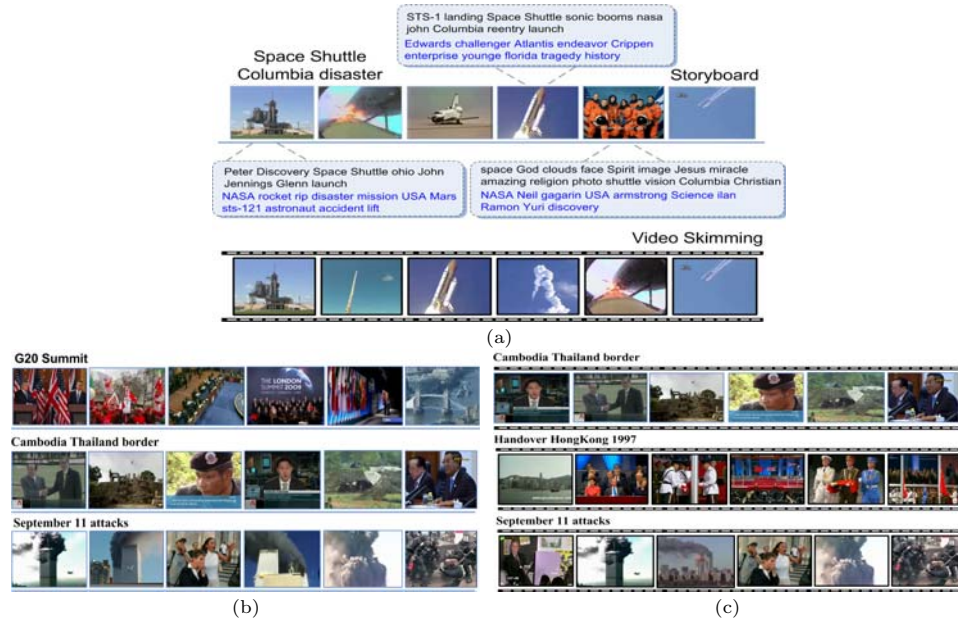 STS-1 landing Space Shuttle sonic booms nasa
john Columbia reentry launch
Edwards challenger Atlantis endeavor Crippen
enterprise younge florida tragedy history
Space Shuttle
Columbia disaster
Storyboard
Peter Discovery Space Shuttle ohio John
Jennings Glenn launch
NASA rocket rip disaster mission USA Mars
sts-121 astronaut accident lift
space God clouds face Spirit image Jesus miracle
amazing religion photo shuttle vision Columbia Christian
NASA Neil gagarin USA armstrong Science ilan
Ramon Yuri discovery
Video Skimming
(a)
G20 Summit
THE LONDON
SUMMIT 2009
Cambodia Thailand border
September 11 attacks
(b)
Cambodia Thailand border
Handover HongKong 1997
September 11 attacks
(c)